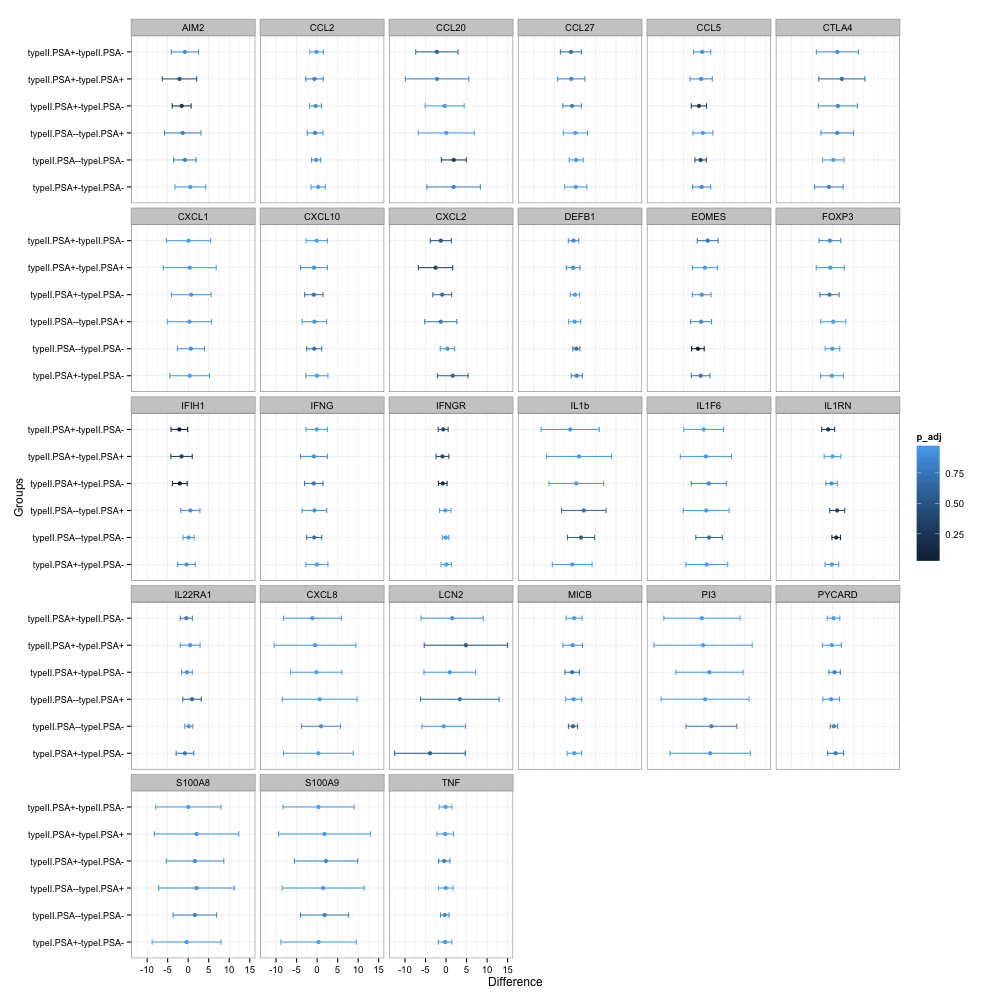 AIM2 CCL2 CCL20 CCL27 CCL5 CTLA4
typeII.PSA+-typeII.PSA-
typeII.PSA+-typeI.PSA+
typeII.PSA+-typeI.PSA-
typeII.PSA--typeI.PSA+
typeII.PSA--typeI.PSA-
typeI.PSA+-typeI.PSA-
CXCL1 CXCL10 CXCL2 DEFB1 EOMES FOXP3
typeII.PSA+-typeII.PSA-
typeII.PSA+-typeI.PSA+
typeII.PSA+-typeI.PSA-
typeII.PSA--typeI.PSA+
typeII.PSA--typeI.PSA-
typeI.PSA+-typeI.PSA-
IFIH1 IFNG IFNGR IL1b IL1F6 IL1RN
typeII.PSA+-typeII.PSA-
typeII.PSA+-typeI.PSA+
typeII.PSA+-typeI.PSA-
typeII.PSA--typeI.PSA+
typeII.PSA--typeI.PSA-
typeI.PSA+-typeI.PSA-
Groups
p_adj
0.75
0.50
0.25
IL22RA1 CXCL8 LCN2 MICB PI3 PYCARD
typeII.PSA+-typeII.PSA-
typeII.PSA+-typeI.PSA+
typeII.PSA+-typeI.PSA-
typeII.PSA--typeI.PSA+
typeII.PSA--typeI.PSA-
typeI.PSA+-typeI.PSA-
S100A8 S100A9 TNF
typeII.PSA+-typeII.PSA-
typeII.PSA+-typeI.PSA+
typeII.PSA+-typeI.PSA-
typeII.PSA--typeI.PSA+
typeII.PSA--typeI.PSA-
typeI.PSA+-typeI.PSA-
-10 -5 0 5 10 15 -10 -5 0 5 10 15 -10 -5 0 5 10 15
Difference